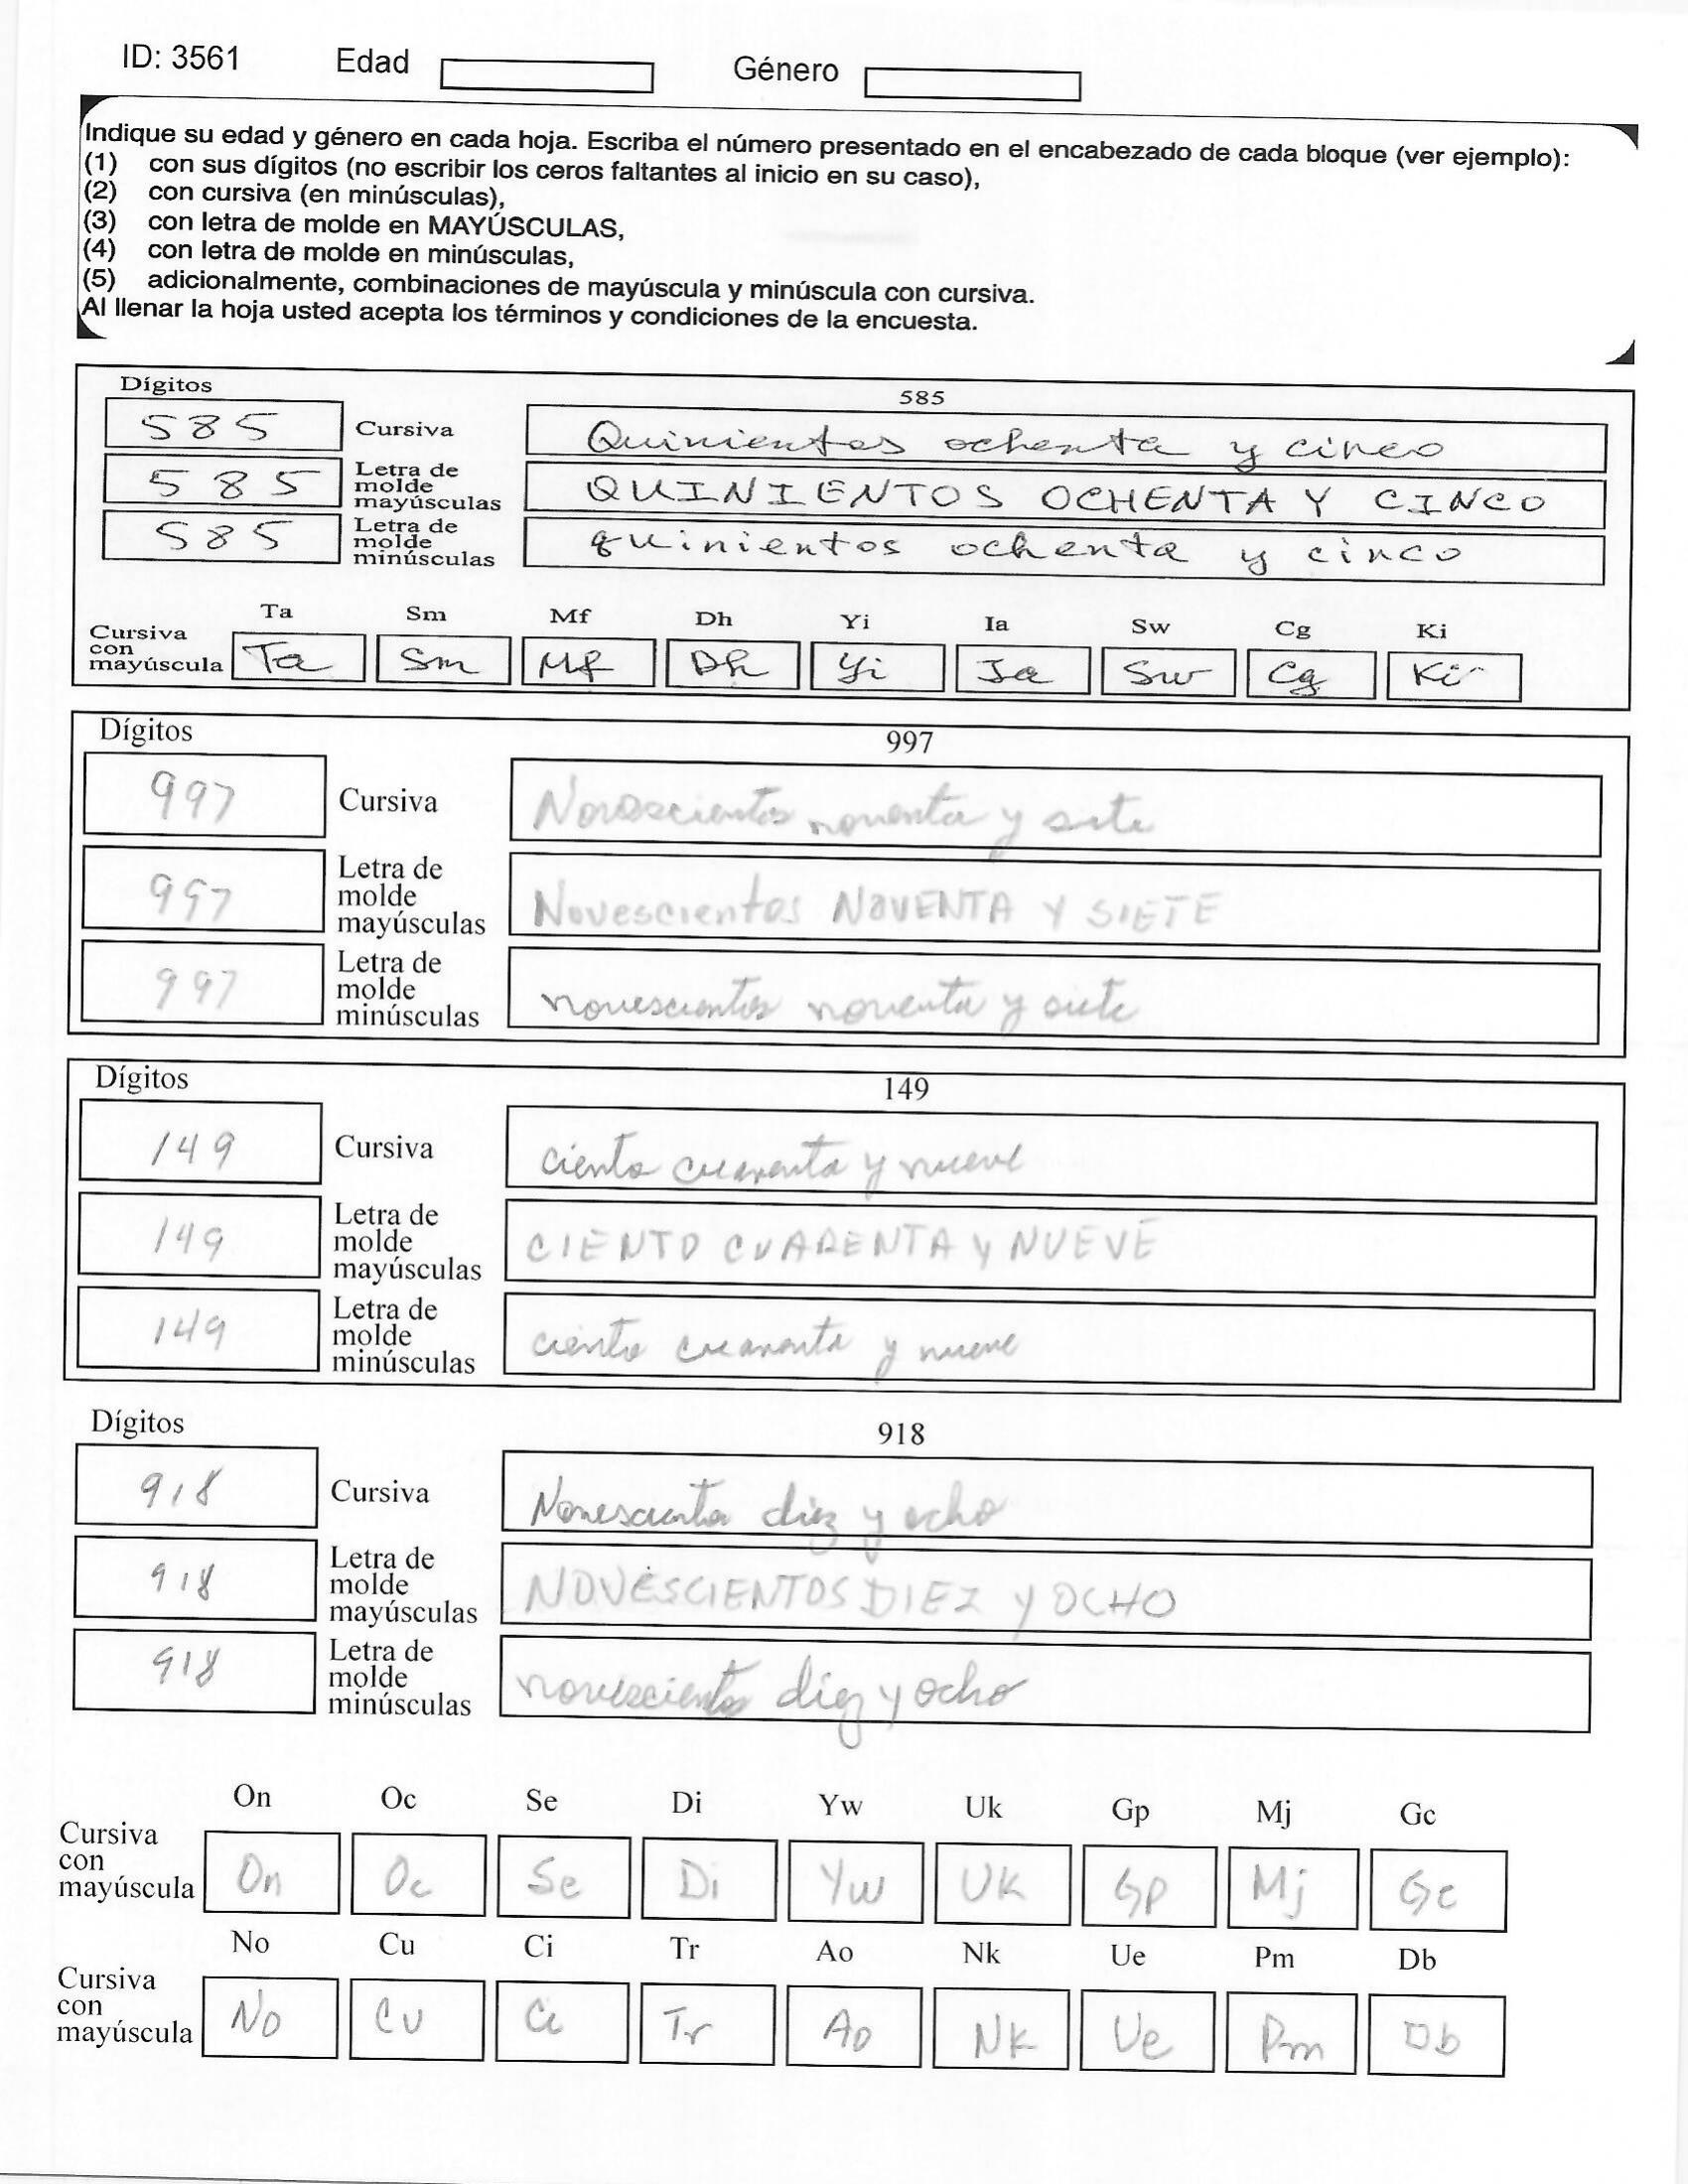 ID: 3561 Edad Género
Indique su edad y género en cada hoja. Escriba el número presentado en el encabezado de cada bloque (ver ejemplo):
(1) con sus dígitos (no escribir los ceros faltantes al inicio en su caso),
(2) con cursiva (en minúsculas),
(3) con letra de molde en MAYÚSCULAS,
(4) con letra de molde en minúsculas,
(5) adicionalmente, combinaciones de mayúscula y minúscula con cursiva.
Al llenar la hoja usted acepta los términos y condiciones de la encuesta.
Dígitos 585
585 Cursiva Quinientos ochenta y cinco
585 Letra de molde mayúsculas QUINIENTOS OCHENTA Y CINCO
585 Letra de molde minúsculas quinientos ochenta y cinco
Ta Sm Mf Dh Yi Ia Sw Cg Ki
Cursiva con mayúscula Ta Sm Mf Dh Yi Ia Sw Cg Ki
Dígitos 997
997 Cursiva noventa y siete
997 Letra de molde mayúsculas Novescientos NOVENTA Y SIETE
997 Letra de molde minúsculas novescientos noventa y siete
Dígitos 149
149 Cursiva ciento cuarenta y nueve
149 Letra de molde mayúsculas CIENTO CUARENTA Y NUEVE
149 Letra de molde minúsculas ciento cuarenta y nueve
Dígitos 918
918 Cursiva diez y ocho
918 Letra de molde mayúsculas NOVESCIENTOS DIEZ Y OCHO
918 Letra de molde minúsculas novescientos diez y ocho
On Oc Se Di Yw Uk Gp Mj Gc
Cursiva con mayúscula On Oc Se Di Yw Uk Gp Mj Gc
No Cu Ci Tr Ao Nk Ue Pm Db
Cursiva con mayúscula No Cu Ci Tr Ao Nk Ue Pm Db